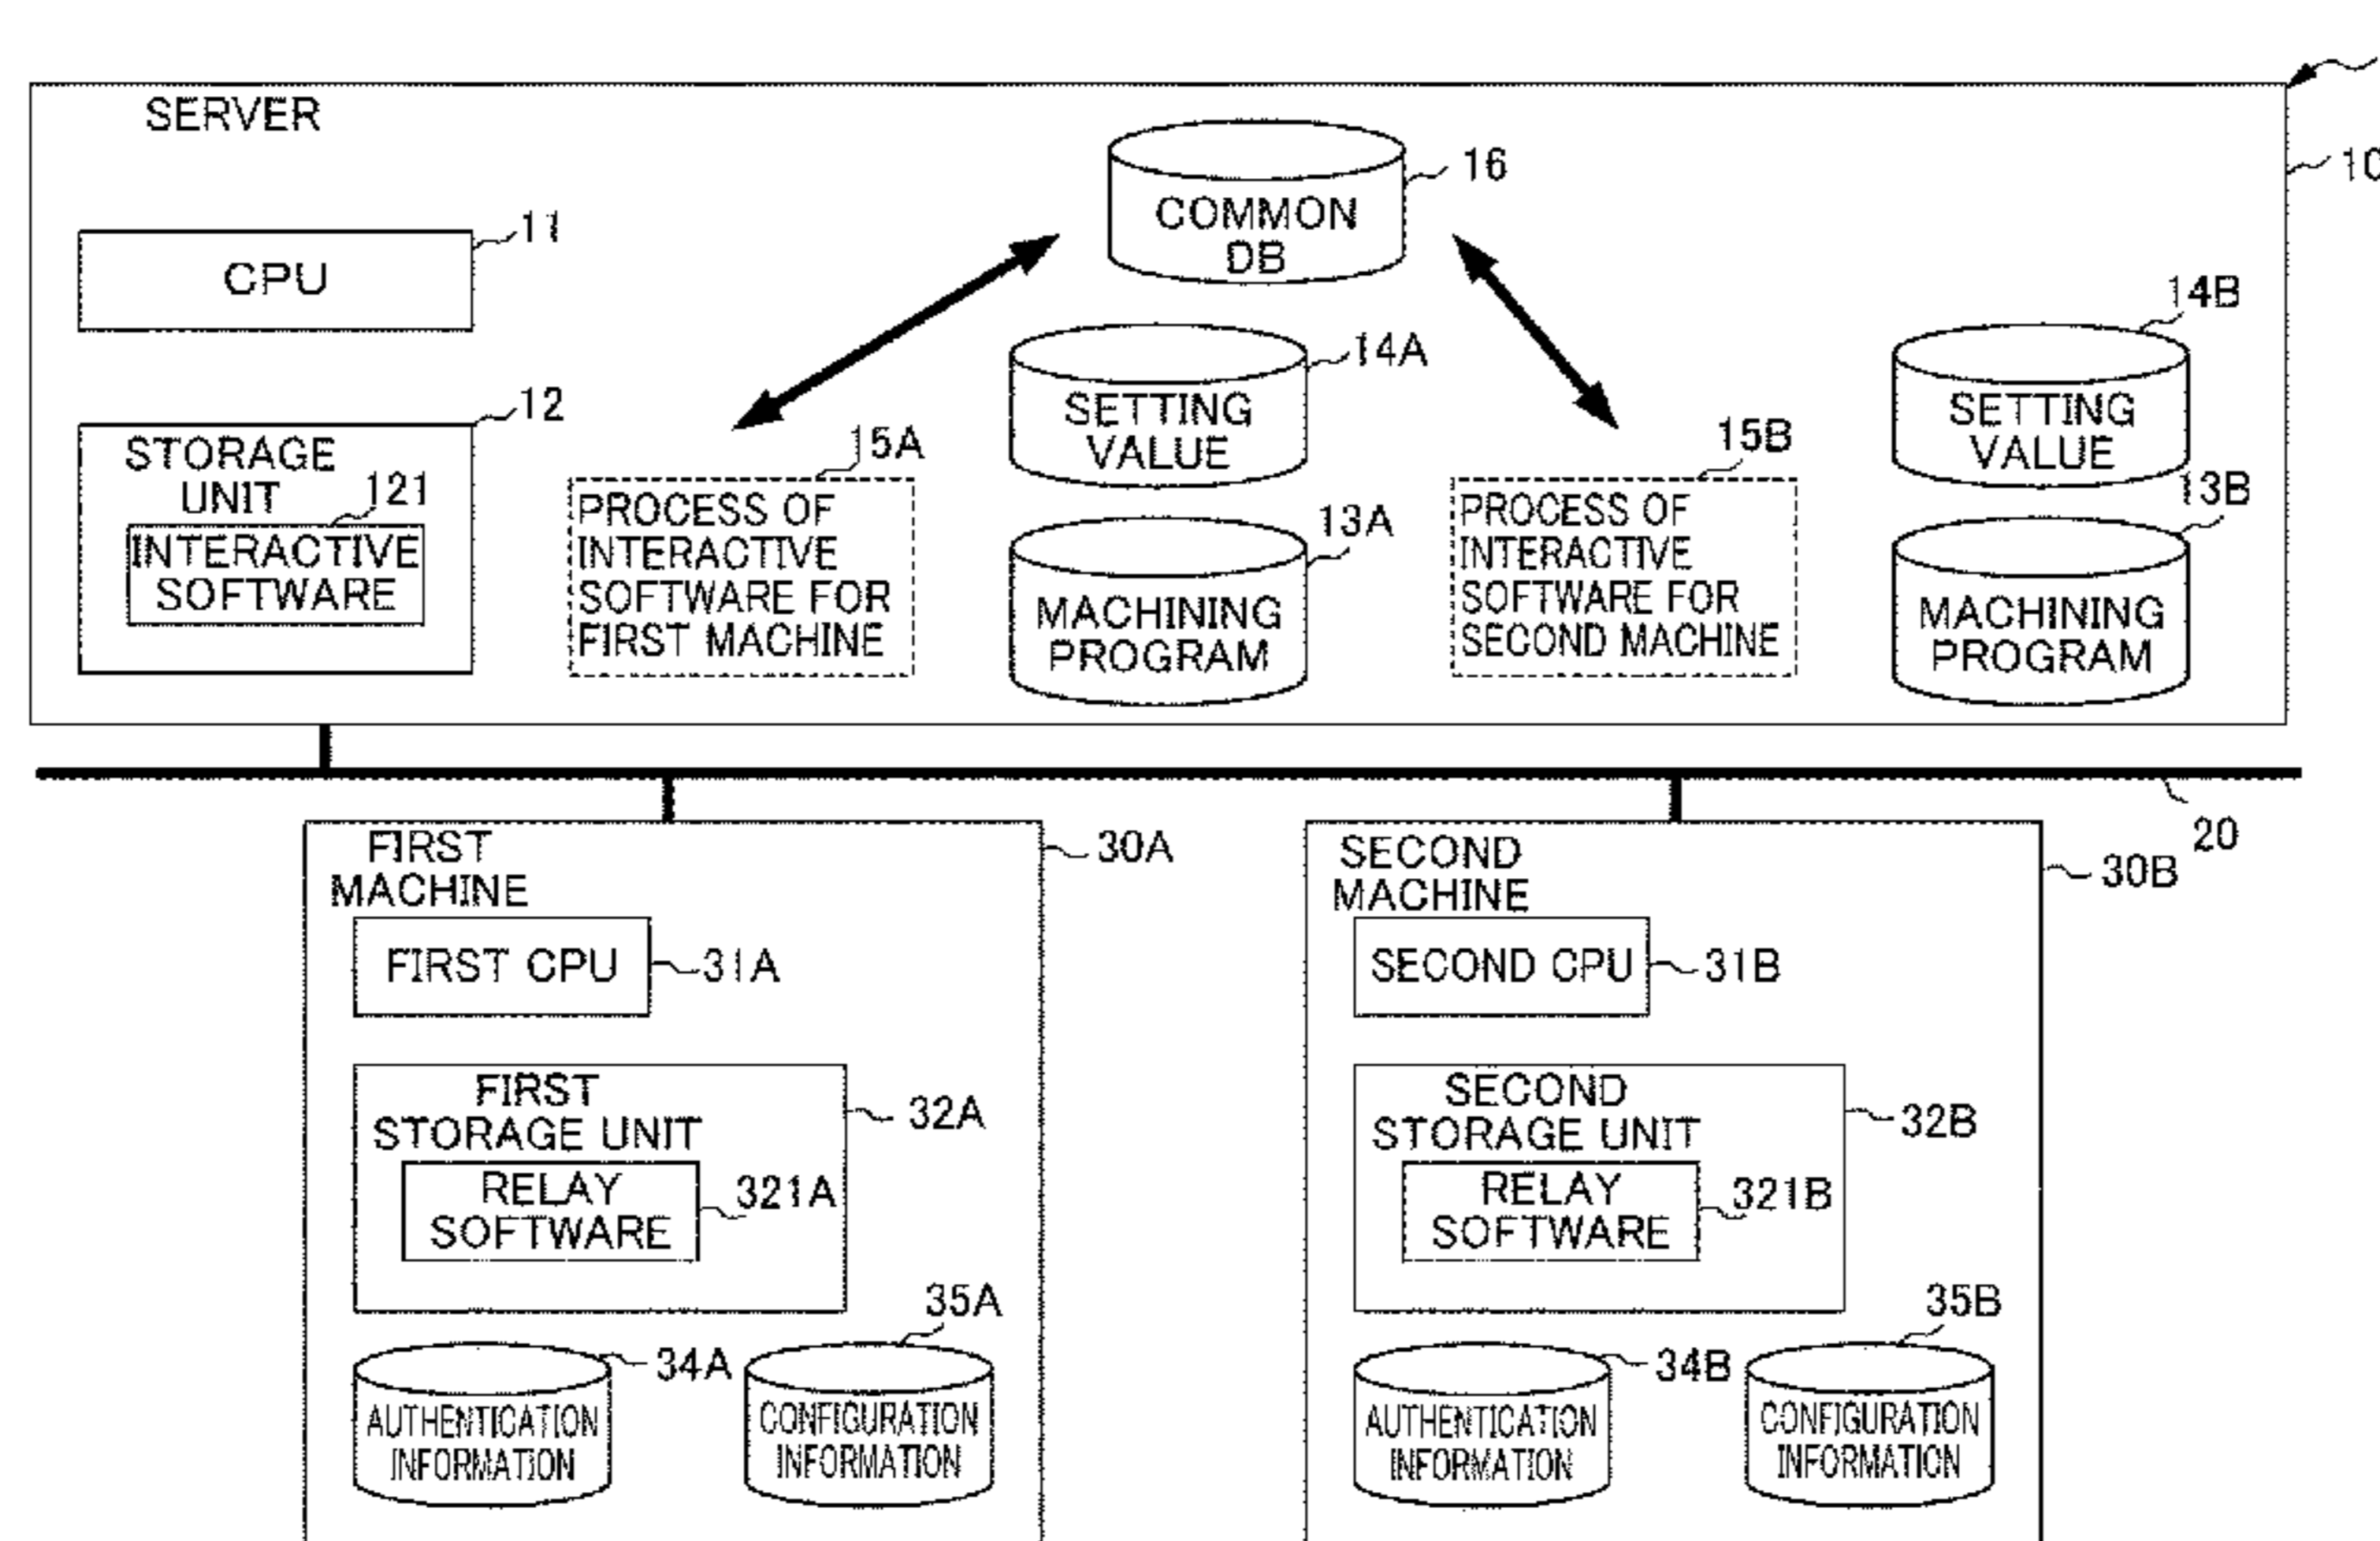 SERVER
10
16
COMMON
DB
11
CPU
14A
SETTING
VALUE
14B
SETTING
VALUE
12
STORAGE
UNIT
121
INTERACTIVE
SOFTWARE
15A
PROCESS OF
INTERACTIVE
SOFTWARE FOR
FIRST MACHINE
13A
MACHINING
PROGRAM
15B
PROCESS OF
INTERACTIVE
SOFTWARE FOR
SECOND MACHINE
13B
MACHINING
PROGRAM
20
FIRST
MACHINE
30A
FIRST CPU
31A
FIRST
STORAGE UNIT
32A
RELAY
SOFTWARE
321A
34A
AUTHENTICATION
INFORMATION
35A
CONFIGURATION
INFORMATION
SECOND
MACHINE
30B
SECOND CPU
31B
SECOND
STORAGE UNIT
32B
RELAY
SOFTWARE
321B
34B
AUTHENTICATION
INFORMATION
35B
CONFIGURATION
INFORMATION